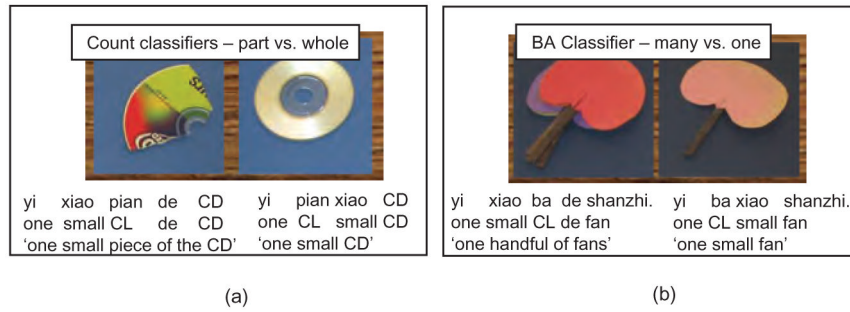 Count classifiers – part vs. whole
yi xiao pian de CD
one small CL de CD
‘one small piece of the CD’
yi pian xiao CD
one CL small CD
‘one small CD’
(a)
BA Classifier – many vs. one
yi xiao ba de shanzhi.
one small CL de fan
‘one handful of fans’
yi ba xiao shanzhi.
one CL small fan
‘one small fan’
(b)